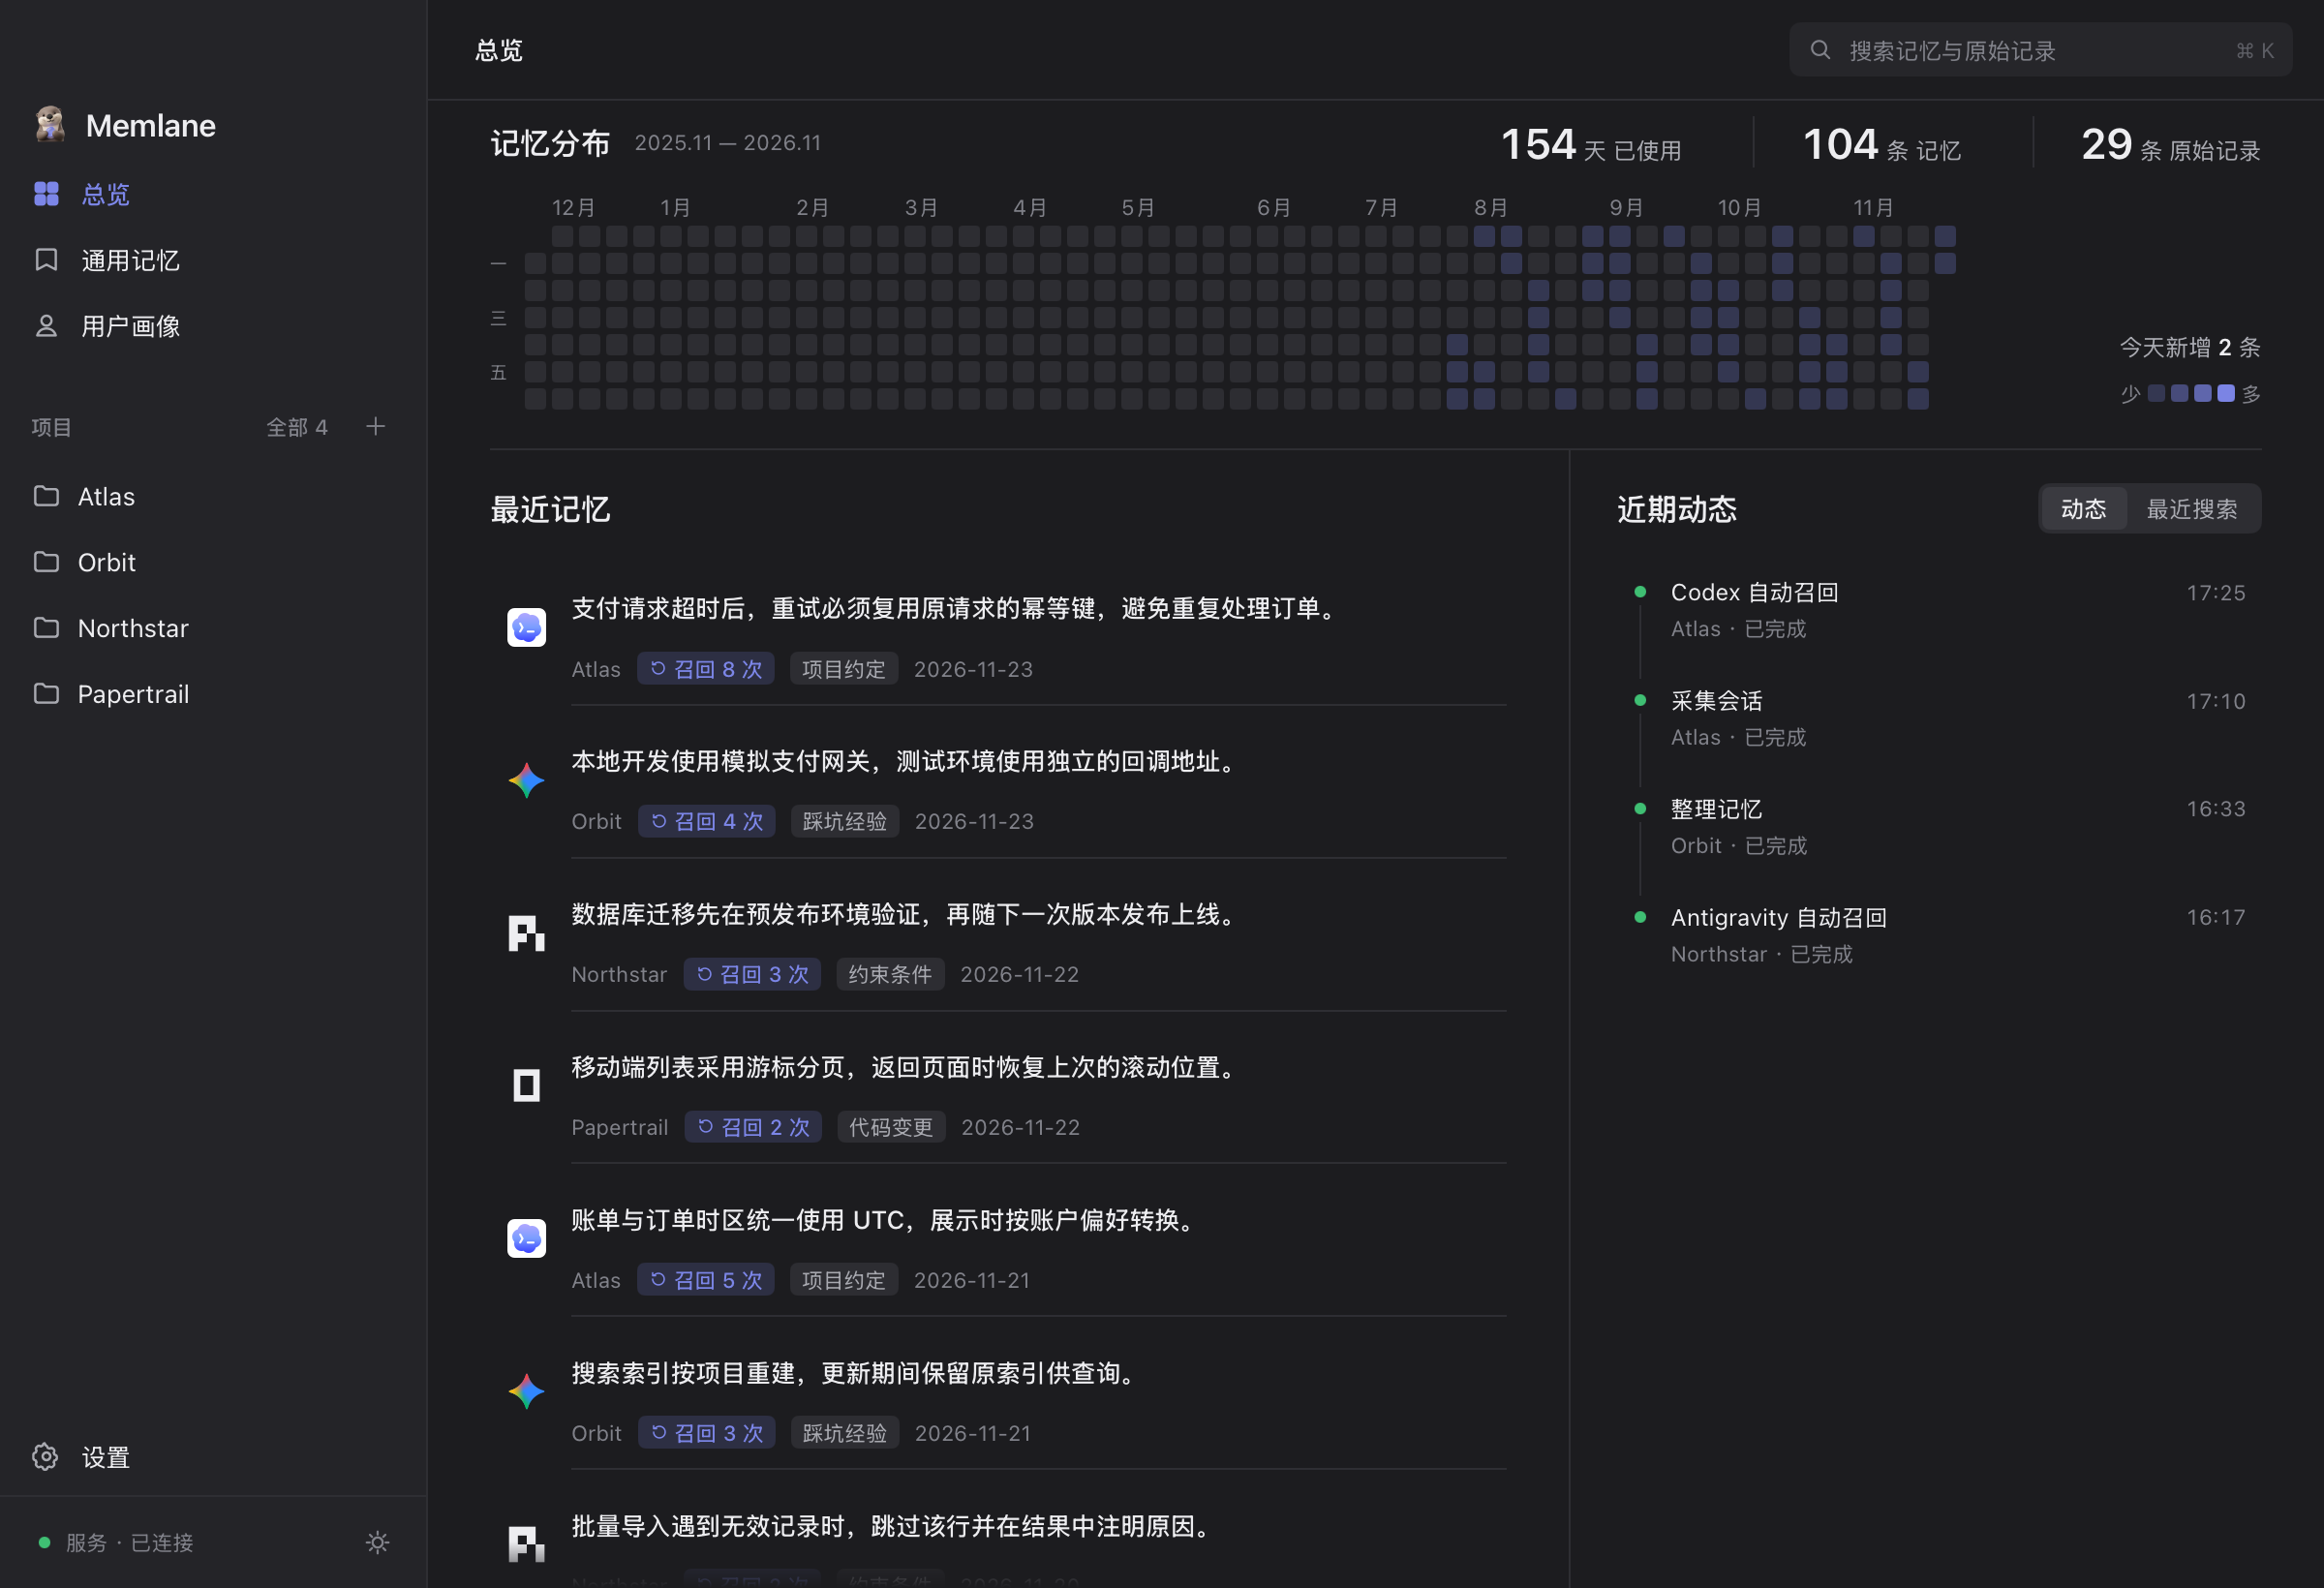 Memlane
总览
通用记忆
用户画像
项目 全部 4
Atlas
Orbit
Northstar
Papertrail
设置
服务 · 已连接
总览
搜索记忆与原始记录 ⌘ K
记忆分布 2025.11 — 2026.11
154 天 已使用
104 条 记忆
29 条 原始记录
12月 1月 2月 3月 4月 5月 6月 7月 8月 9月 10月 11月
一
三
五
今天新增 2 条
少 多
最近记忆
支付请求超时后，重试必须复用原请求的幂等键，避免重复处理订单。
Atlas 召回 8 次 项目约定 2026-11-23
本地开发使用模拟支付网关，测试环境使用独立的回调地址。
Orbit 召回 4 次 踩坑经验 2026-11-23
数据库迁移先在预发布环境验证，再随下一次版本发布上线。
Northstar 召回 3 次 约束条件 2026-11-22
移动端列表采用游标分页，返回页面时恢复上次的滚动位置。
Papertrail 召回 2 次 代码变更 2026-11-22
账单与订单时区统一使用 UTC，展示时按账户偏好转换。
Atlas 召回 5 次 项目约定 2026-11-21
搜索索引按项目重建，更新期间保留原索引供查询。
Orbit 召回 3 次 踩坑经验 2026-11-21
批量导入遇到无效记录时，跳过该行并在结果中注明原因。
近期动态 动态 最近搜索
Codex 自动召回 17:25
Atlas · 已完成
采集会话 17:10
Atlas · 已完成
整理记忆 16:33
Orbit · 已完成
Antigravity 自动召回 16:17
Northstar · 已完成